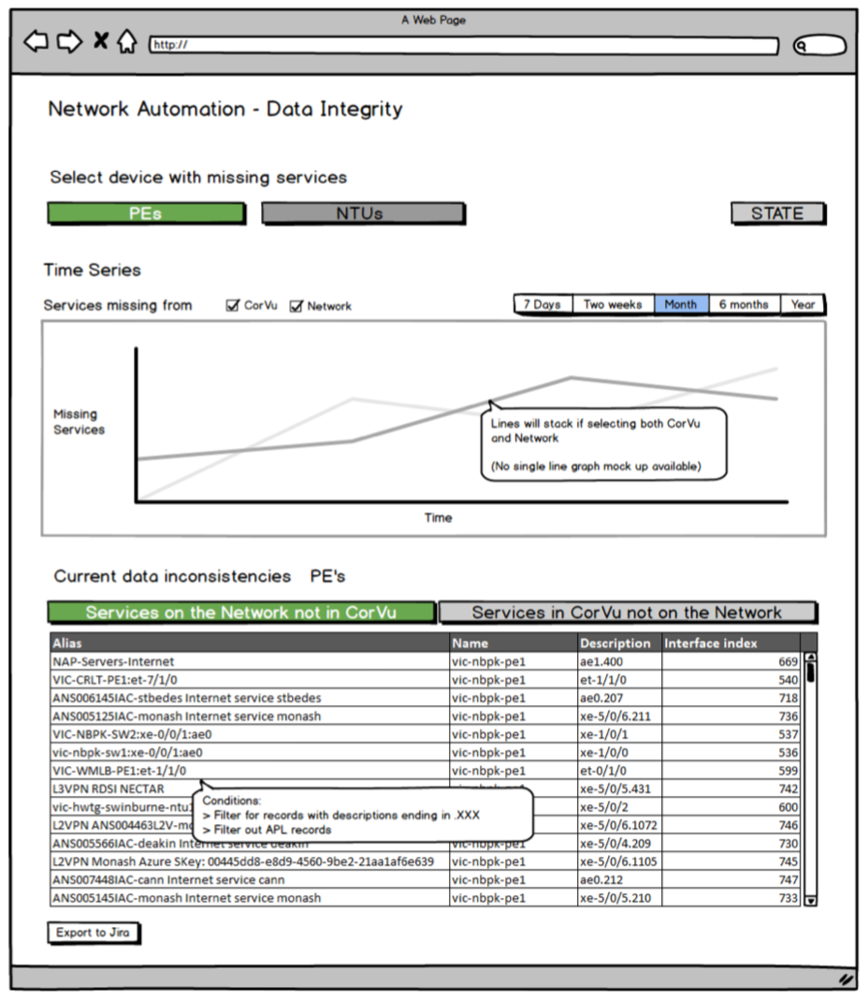 A Web Page
http://
Network Automation - Data Integrity
Select device with missing services
PEs NTUs STATE
Time Series
Services missing from CorVu Network 7 Days Two weeks Month 6 months Year
Missing
Services
Lines will stack if selecting both CorVu
and Network
(No single line graph mock up available)
Time
Current data inconsistencies PE's
Services on the Network not in CorVu Services in CorVu not on the Network
Alias Name Description Interface index
NAP-Servers-Internet vic-nbpk-pe1 ae1.400 669
VIC-CRLT-PE1:et-7/1/0 vic-nbpk-pe1 et-1/1/0 540
ANS006145IAC-stbedes Internet service stbedes vic-nbpk-pe1 ae0.207 718
ANS005125IAC-monash Internet service monash vic-nbpk-pe1 xe-5/0/6.211 736
VIC-NBPK-SW2:xe-0/0/1:ae0 vic-nbpk-pe1 xe-1/0/1 537
vic-nbpk-sw1:xe-0/0/1:ae0 vic-nbpk-pe1 xe-1/0/0 536
VIC-WMLB-PE1:et-1/1/0 vic-nbpk-pe1 et-0/1/0 599
L3VPN RDSI NECTAR xe-5/0/5.431 742
Conditions:
> Filter for records with descriptions ending in .XXX
> Filter out APL records
vic-hwtg-swinburne-ntu1 xe-5/0/2 600
L2VPN ANS004463L2V-mo xe-5/0/6.1072 746
ANS005566IAC-deakin Internet service deakin vic-nbpk-pe1 xe-5/0/4.209 730
L2VPN Monash Azure SKey: 00445dd8-e8d9-4560-9be2-21aa1af6e639 vic-nbpk-pe1 xe-5/0/6.1105 745
ANS007448IAC-cann Internet service cann vic-nbpk-pe1 ae0.212 747
ANS005145IAC-monash Internet service monash vic-nbpk-pe1 xe-5/0/5.210 733
Export to Jira